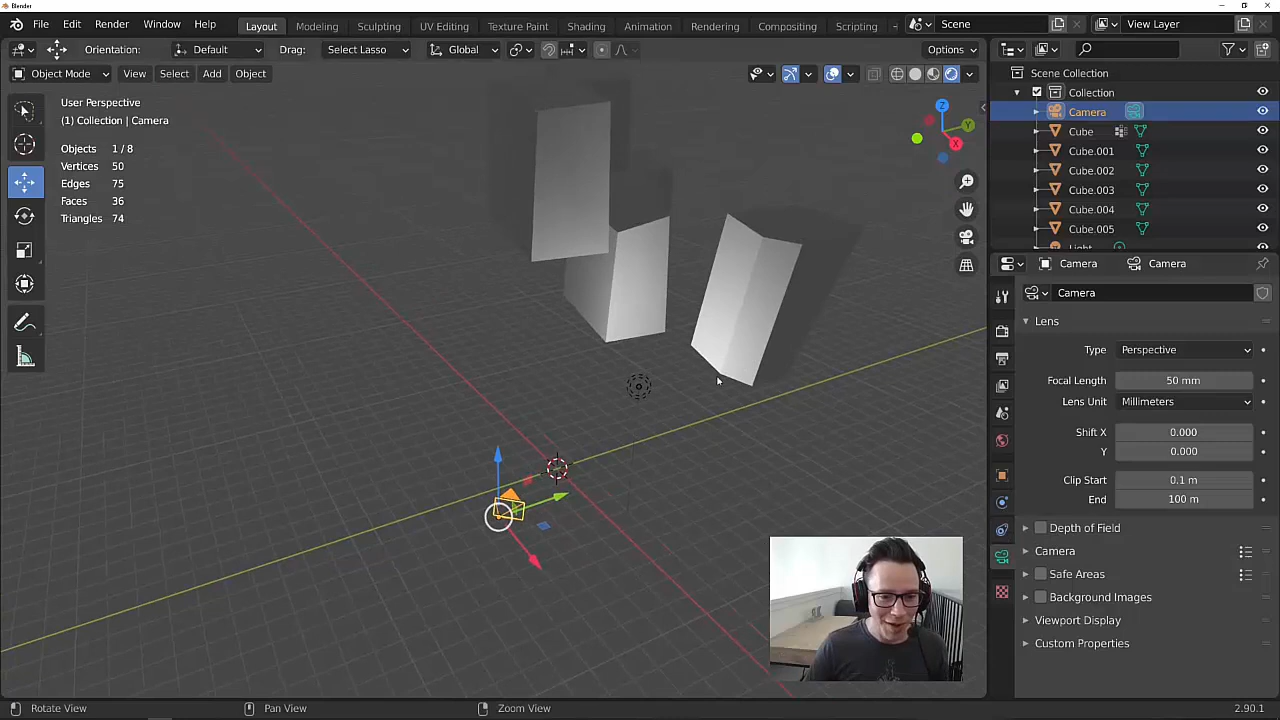 Blender
File Edit Render Window Help Layout Modeling Sculpting UV Editing Texture Paint Shading Animation Rendering Compositing Scripting Scene View Layer
Orientation: Default Drag: Select Lasso Global Options
Object Mode View Select Add Object
User Perspective
(1) Collection | Camera
Objects 1 / 8
Vertices 50
Edges 75
Faces 36
Triangles 74
Z
Y
X
Scene Collection
Collection
Camera
Cube
Cube.001
Cube.002
Cube.003
Cube.004
Cube.005
Light
Camera Camera
Camera
Lens
Type Perspective
Focal Length 50 mm
Lens Unit Millimeters
Shift X 0.000
Y 0.000
Clip Start 0.1 m
End 100 m
Depth of Field
Camera
Safe Areas
Background Images
Viewport Display
Custom Properties
Rotate View Pan View Zoom View 2.90.1